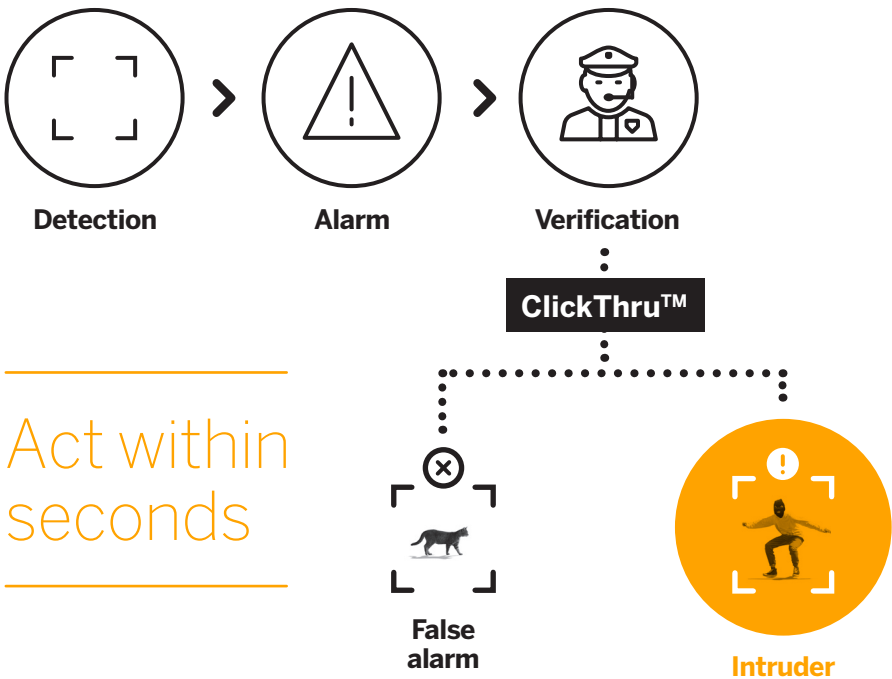 Detection
Alarm
Verification
ClickThru™
Act within
seconds
False
alarm
Intruder